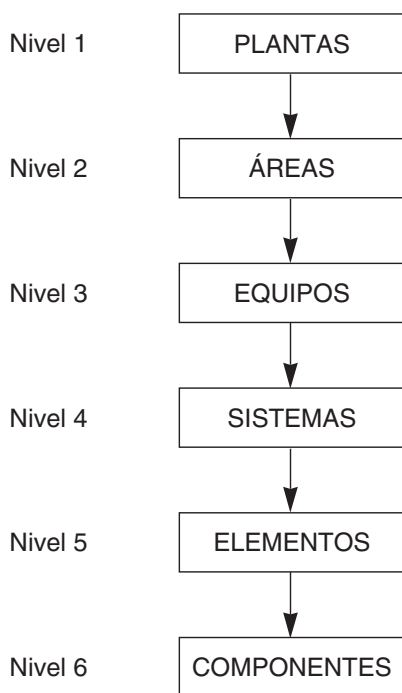 Nivel 1 PLANTAS
Nivel 2 ÁREAS
Nivel 3 EQUIPOS
Nivel 4 SISTEMAS
Nivel 5 ELEMENTOS
Nivel 6 COMPONENTES